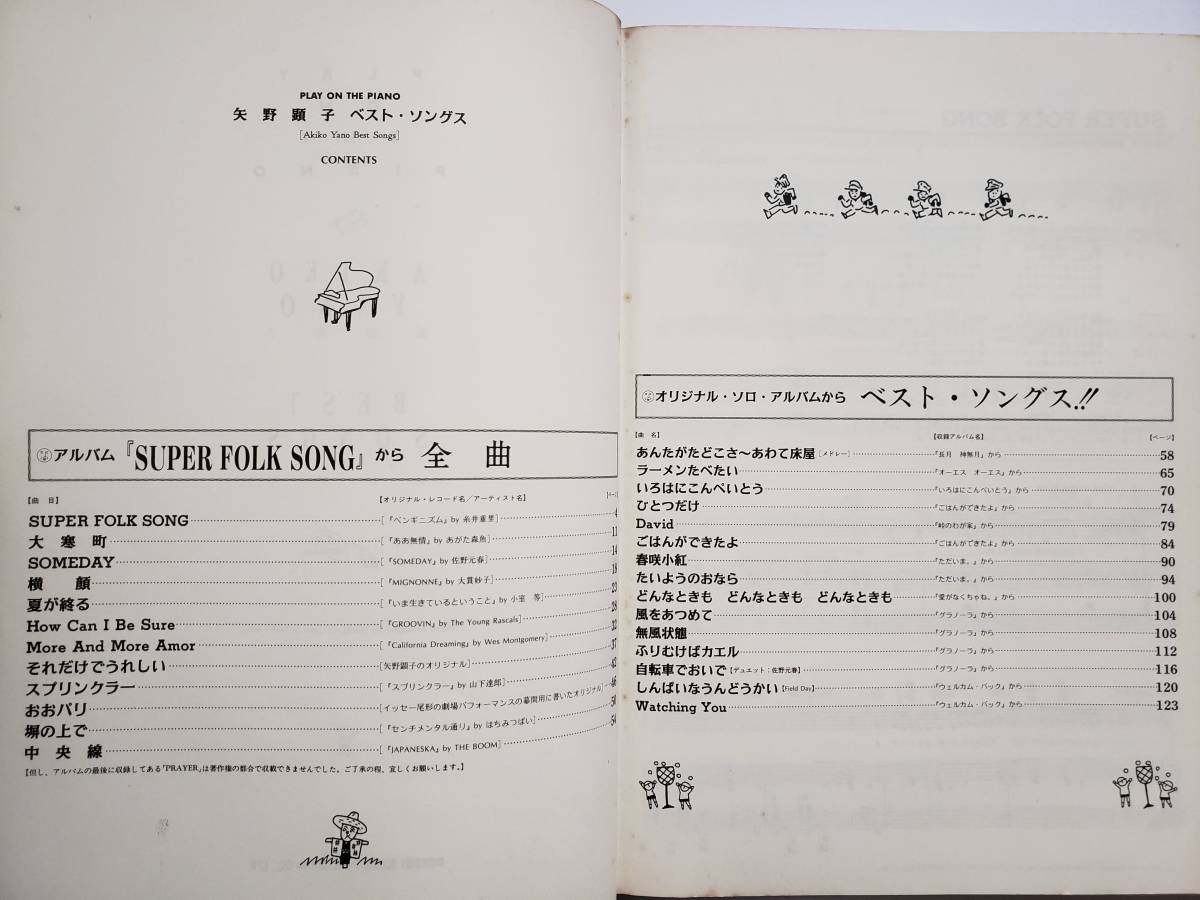 PLAY ON THE PIANO
矢野顕子 ベスト・ソングス
[Akiko Yano Best Songs]
CONTENTS
アルバム『SUPER FOLK SONG』から 全曲
【曲 目】 【オリジナル・レコード名／アーティスト名】
SUPER FOLK SONG [『ペンギニズム』by 糸井重里] 4
大寒町 [『ああ無情』by あがた森魚] 11
SOMEDAY [『SOMEDAY』by 佐野元春] 14
横顔 [『MIGNONNE』by 大貫妙子] 18
夏が終る [『いま生きているということ』by 小室 等] 23
How Can I Be Sure [『GROOVIN』by The Young Rascals] 28
More And More Amor [『California Dreaming』by Wes Montgomery] 32
それだけでうれしい [矢野顕子のオリジナル] 37
スプリンクラー [『スプリンクラー』by 山下達郎] 42
おおパリ [イッセー尾形の劇場パフォーマンスの幕間用に書いたオリジナル] 46
塀の上で [『センチメンタル通り』by はちみつぱい] 50
中央線 [『JAPANESKA』by THE BOOM] 54
【但し、アルバムの最後に収録してある「PRAYER」は著作権の都合で収載できませんでした。ご了承の程、宜しくお願いします。】
オリジナル・ソロ・アルバムから ベスト・ソングス!!
【曲 名】 【収録アルバム名】 【ページ】
あんたがたどこさ〜あわて床屋[メドレー] 『長月 神無月』から 58
ラーメンたべたい 『オーエス オーエス』から 65
いろはにこんぺいとう 『いろはにこんぺいとう』から 70
ひとつだけ 『ごはんができたよ』から 74
David 『峠のわが家』から 79
ごはんができたよ 『ごはんができたよ』から 84
春咲小紅 『ただいま。』から 90
たいようのおなら 『ただいま。』から 94
どんなときも どんなときも どんなときも 『愛がなくちゃね。』から 100
風をあつめて 『グラノーラ』から 104
無風状態 『グラノーラ』から 108
ふりむけばカエル 『グラノーラ』から 112
自転車でおいで【デュエット：佐野元春】 『グラノーラ』から 116
しんぱいなうんどうかい【Field Day】 『ウェルカム・バック』から 120
Watching You 『ウェルカム・バック』から 123